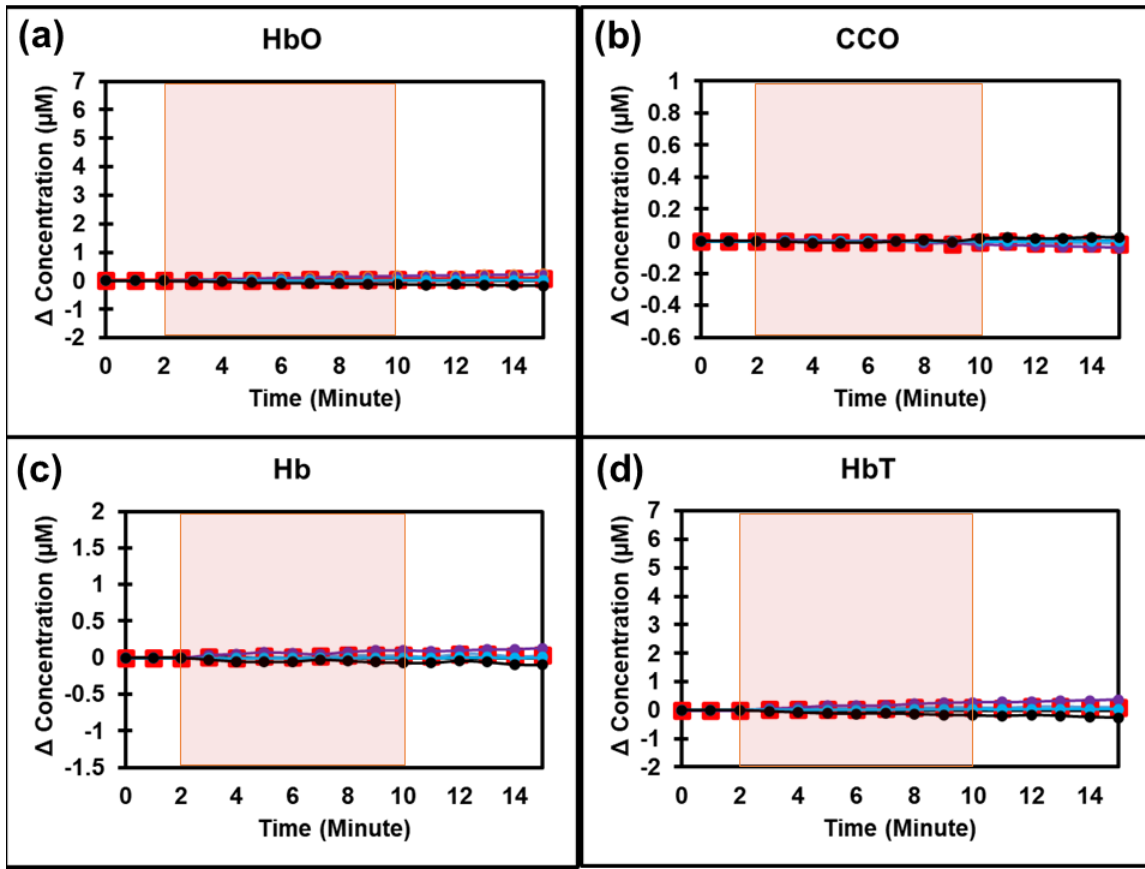 (a)
HbO
Δ Concentration (µM)
7
6
5
4
3
2
1
0
-1
-2
0 2 4 6 8 10 12 14
Time (Minute)
(b)
CCO
Δ Concentration (µM)
1
0.8
0.6
0.4
0.2
0
-0.2
-0.4
-0.6
0 2 4 6 8 10 12 14
Time (Minute)
(c)
Hb
Δ Concentration (µM)
2
1.5
1
0.5
0
-0.5
-1
-1.5
0 2 4 6 8 10 12 14
Time (Minute)
(d)
HbT
Δ Concentration (µM)
7
6
5
4
3
2
1
0
-1
-2
0 2 4 6 8 10 12 14
Time (Minute)